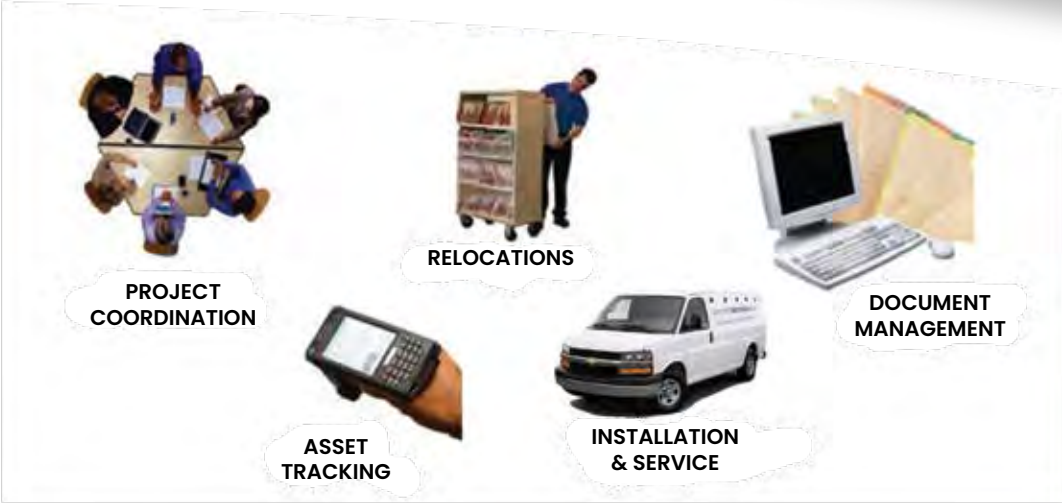 PROJECT
COORDINATION
RELOCATIONS
DOCUMENT
MANAGEMENT
ASSET
TRACKING
INSTALLATION
& SERVICE